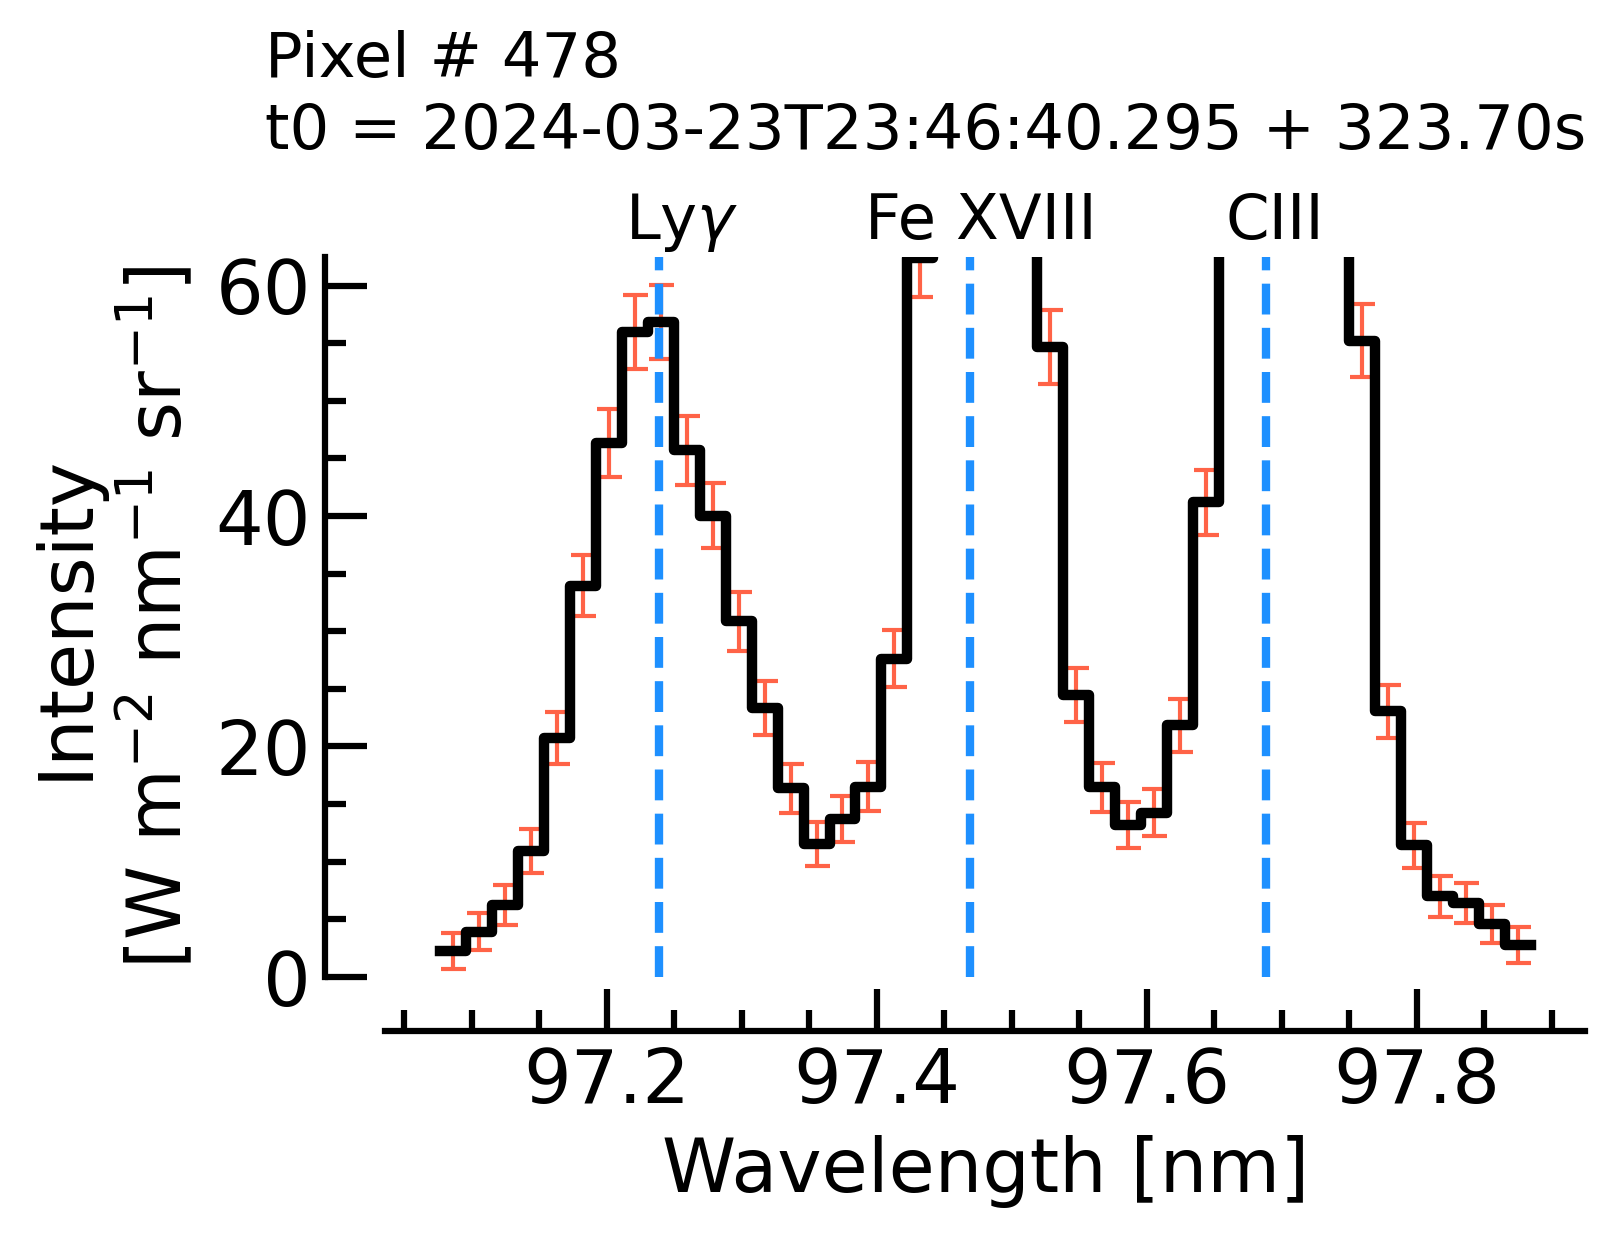 Pixel # 478
t0 = 2024-03-23T23:46:40.295 + 323.70s
Lyγ Fe XVIII CIII
Intensity
[W m⁻² nm⁻¹ sr⁻¹]
60
40
20
0
97.2 97.4 97.6 97.8
Wavelength [nm]